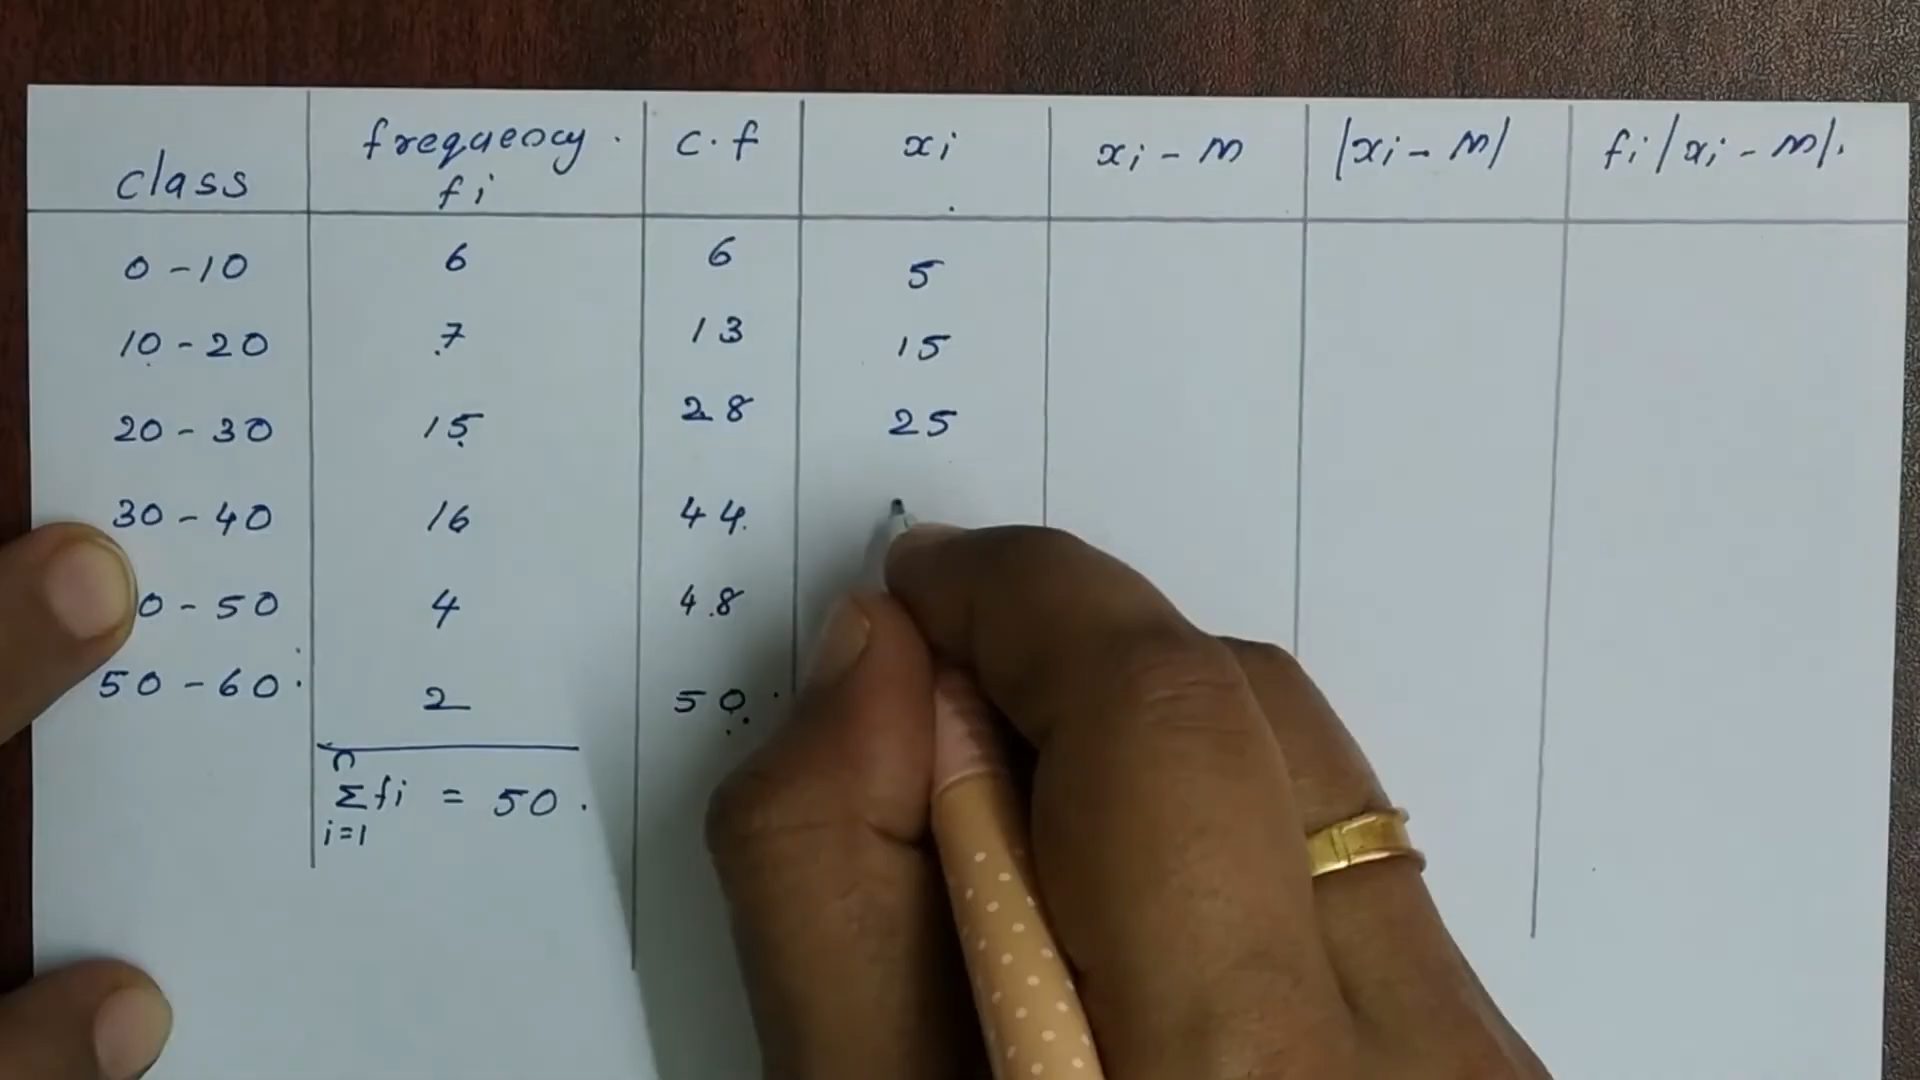 class frequency fi c.f xi xi - M |xi - M| fi |xi - M|.
0 - 10 6 6 5
10 - 20 7 13 15
20 - 30 15 28 25
30 - 40 16 44
0 - 50 4 48
50 - 60 2 50
n
Σfi = 50.
i=1